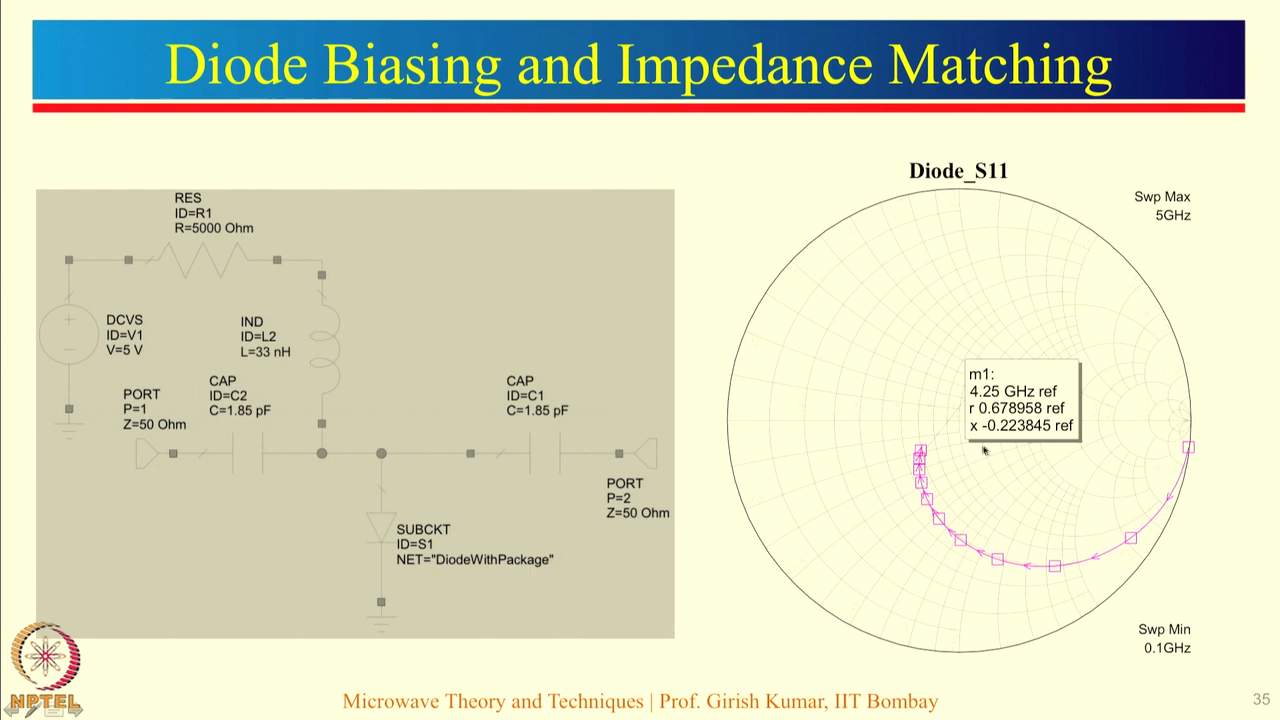 Diode Biasing and Impedance Matching
RES
ID=R1
R=5000 Ohm
DCVS
ID=V1
V=5 V
IND
ID=L2
L=33 nH
PORT
P=1
Z=50 Ohm
CAP
ID=C2
C=1.85 pF
CAP
ID=C1
C=1.85 pF
PORT
P=2
Z=50 Ohm
SUBCKT
ID=S1
NET="DiodeWithPackage"
Diode_S11
Swp Max
5GHz
m1:
4.25 GHz ref
r 0.678958 ref
x -0.223845 ref
Swp Min
0.1GHz
NPTEL
Microwave Theory and Techniques | Prof. Girish Kumar, IIT Bombay
35